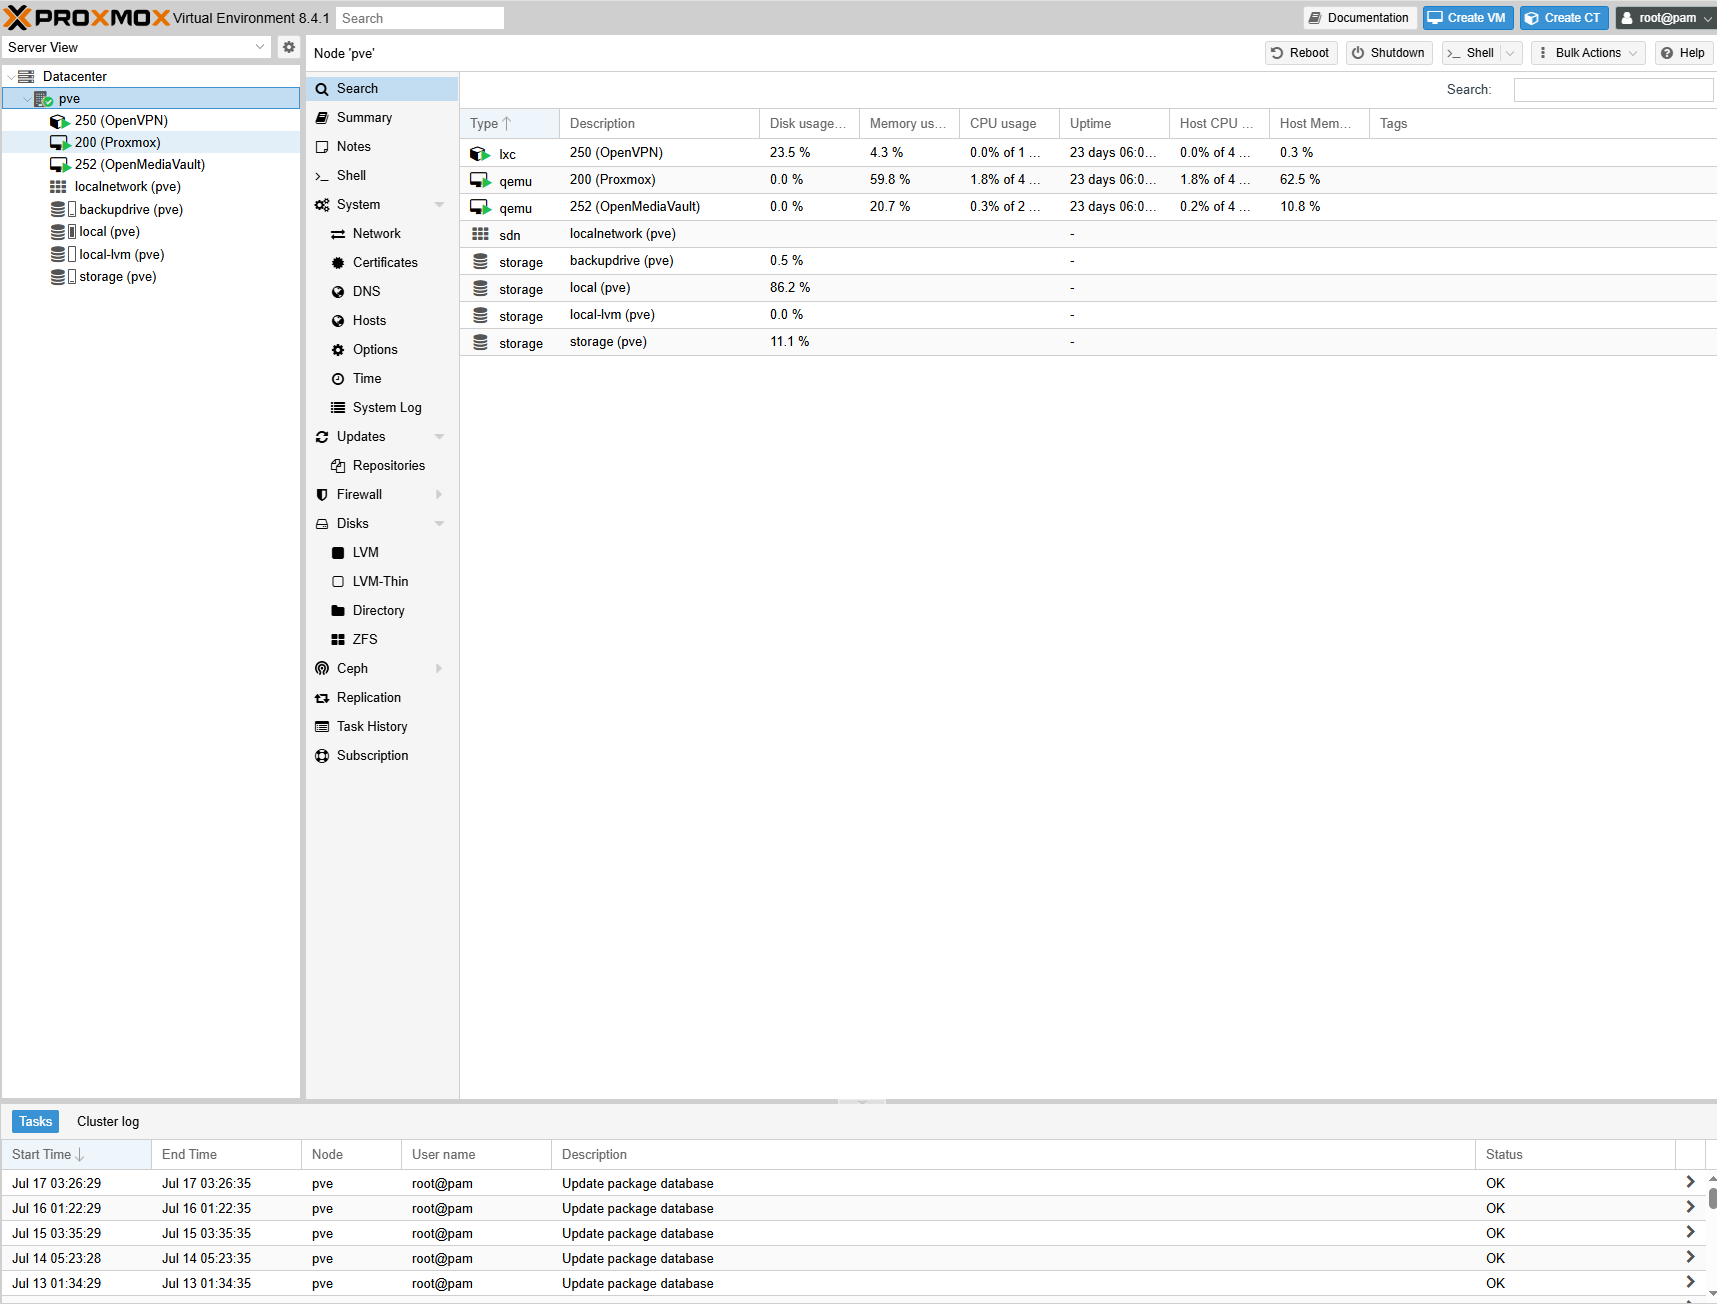 PROXMOX Virtual Environment 8.4.1 Search Documentation Create VM Create CT root@pam
Server View
Node 'pve' Reboot Shutdown Shell Bulk Actions Help
Datacenter
pve
250 (OpenVPN)
200 (Proxmox)
252 (OpenMediaVault)
localnetwork (pve)
backupdrive (pve)
local (pve)
local-lvm (pve)
storage (pve)
Search
Summary
Notes
Shell
System
Network
Certificates
DNS
Hosts
Options
Time
System Log
Updates
Repositories
Firewall
Disks
LVM
LVM-Thin
Directory
ZFS
Ceph
Replication
Task History
Subscription
Search:
Type Description Disk usage... Memory us... CPU usage Uptime Host CPU ... Host Mem... Tags
lxc 250 (OpenVPN) 23.5 % 4.3 % 0.0% of 1 ... 23 days 06:0... 0.0% of 4 ... 0.3 %
qemu 200 (Proxmox) 0.0 % 59.8 % 1.8% of 4 ... 23 days 06:0... 1.8% of 4 ... 62.5 %
qemu 252 (OpenMediaVault) 0.0 % 20.7 % 0.3% of 2 ... 23 days 06:0... 0.2% of 4 ... 10.8 %
sdn localnetwork (pve) -
storage backupdrive (pve) 0.5 % -
storage local (pve) 86.2 % -
storage local-lvm (pve) 0.0 % -
storage storage (pve) 11.1 % -
Tasks Cluster log
Start Time End Time Node User name Description Status
Jul 17 03:26:29 Jul 17 03:26:35 pve root@pam Update package database OK
Jul 16 01:22:29 Jul 16 01:22:35 pve root@pam Update package database OK
Jul 15 03:35:29 Jul 15 03:35:35 pve root@pam Update package database OK
Jul 14 05:23:28 Jul 14 05:23:35 pve root@pam Update package database OK
Jul 13 01:34:29 Jul 13 01:34:35 pve root@pam Update package database OK